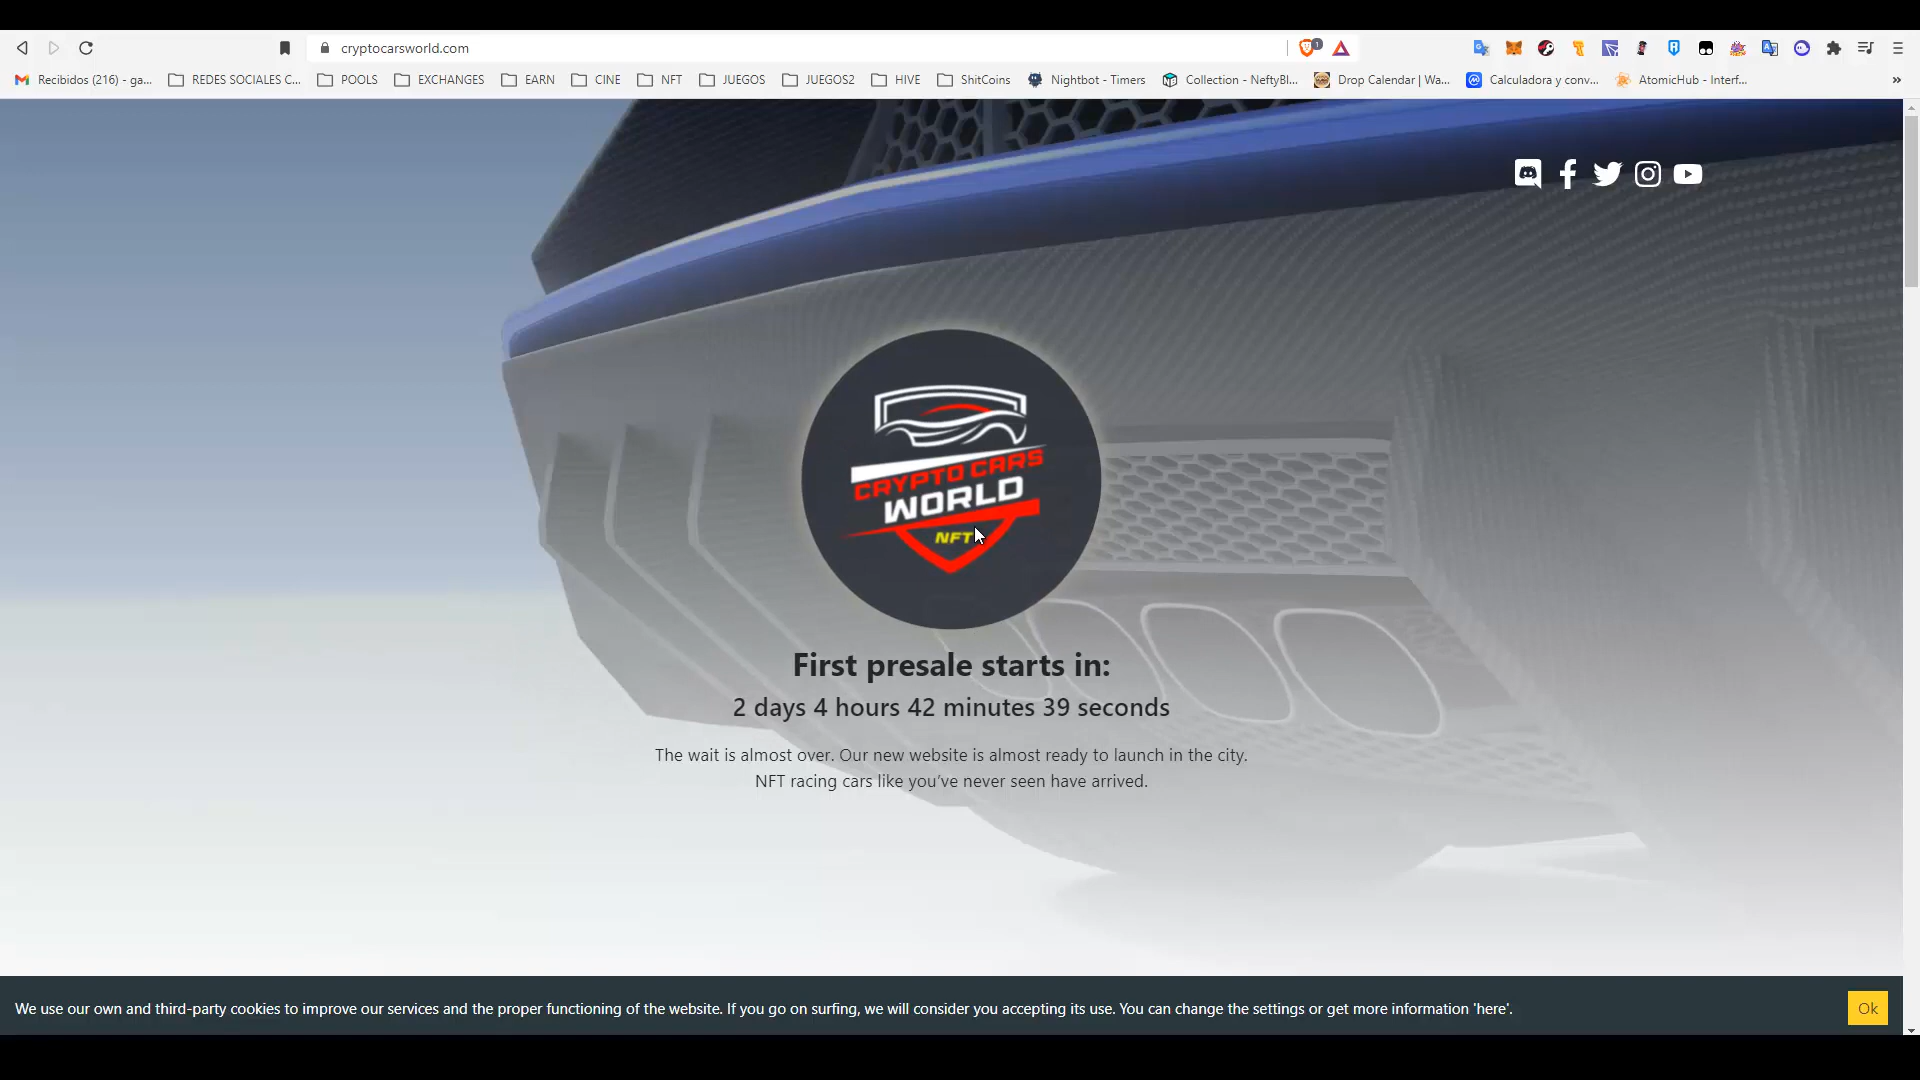 cryptocarsworld.com
1
Recibidos (216) - ga...
REDES SOCIALES C...
POOLS
EXCHANGES
EARN
CINE
NFT
JUEGOS
JUEGOS2
HIVE
ShitCoins
Nightbot - Timers
Collection - NeftyBl...
Drop Calendar | Wa...
Calculadora y conv...
AtomicHub - Interf...
»
CRYPTO CARS
WORLD
NFT
First presale starts in:
2 days 4 hours 42 minutes 39 seconds
The wait is almost over. Our new website is almost ready to launch in the city.
NFT racing cars like you’ve never seen have arrived.
We use our own and third-party cookies to improve our services and the proper functioning of the website. If you go on surfing, we will consider you accepting its use. You can change the settings or get more information 'here'.
Ok